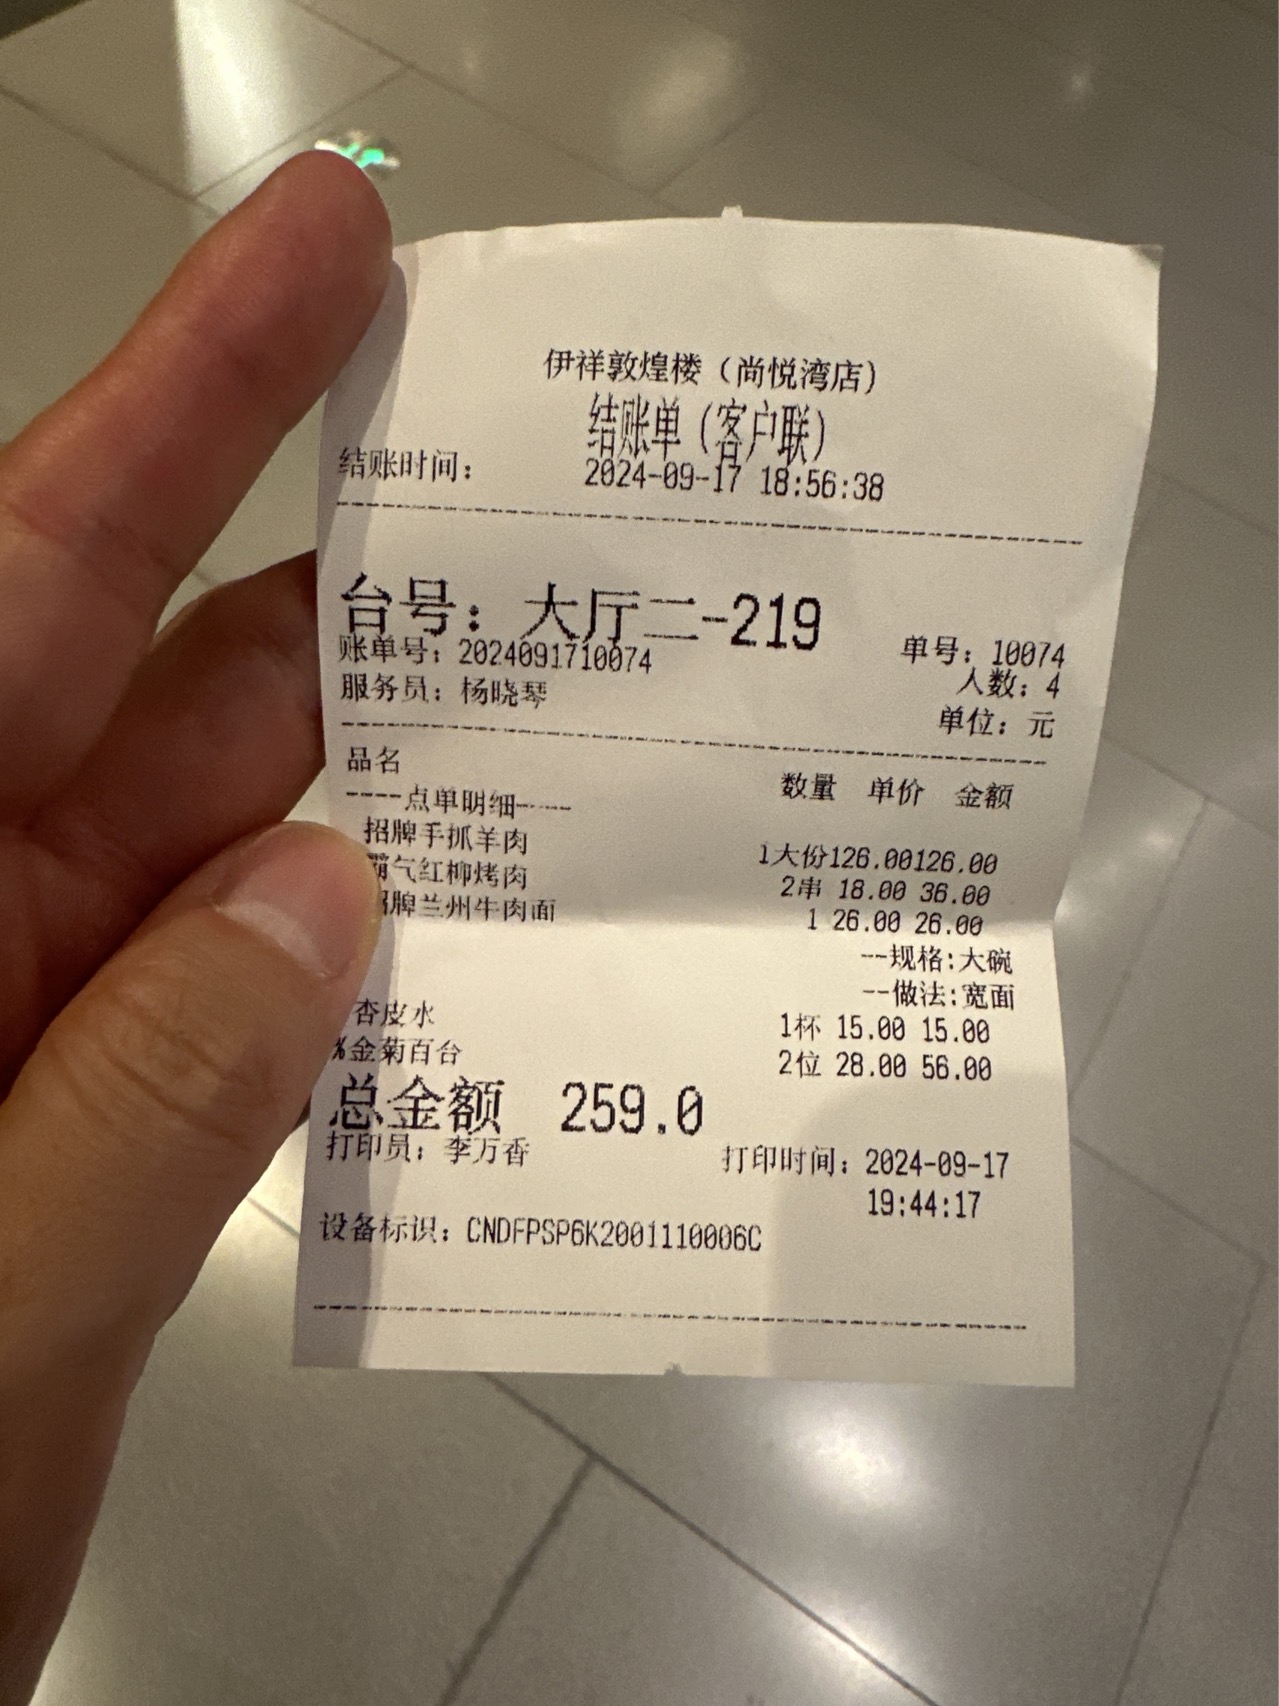 伊祥敦煌楼（尚悦湾店）
结账单（客户联）
结账时间： 2024-09-17 18:56:38
台号：大厅二-219
账单号：2024091710074 单号：10074
服务员：杨晓琴 人数：4
单位：元
品名 数量 单价 金额
----点单明细----
招牌手抓羊肉 1大份126.00126.00
霸气红柳烤肉 2串 18.00 36.00
招牌兰州牛肉面 1 26.00 26.00
--规格:大碗
--做法:宽面
杏皮水 1杯 15.00 15.00
%金菊百台 2位 28.00 56.00
总金额 259.0
打印员：李万香 打印时间：2024-09-17
19:44:17
设备标识：CNDFPSP6K2001110006C